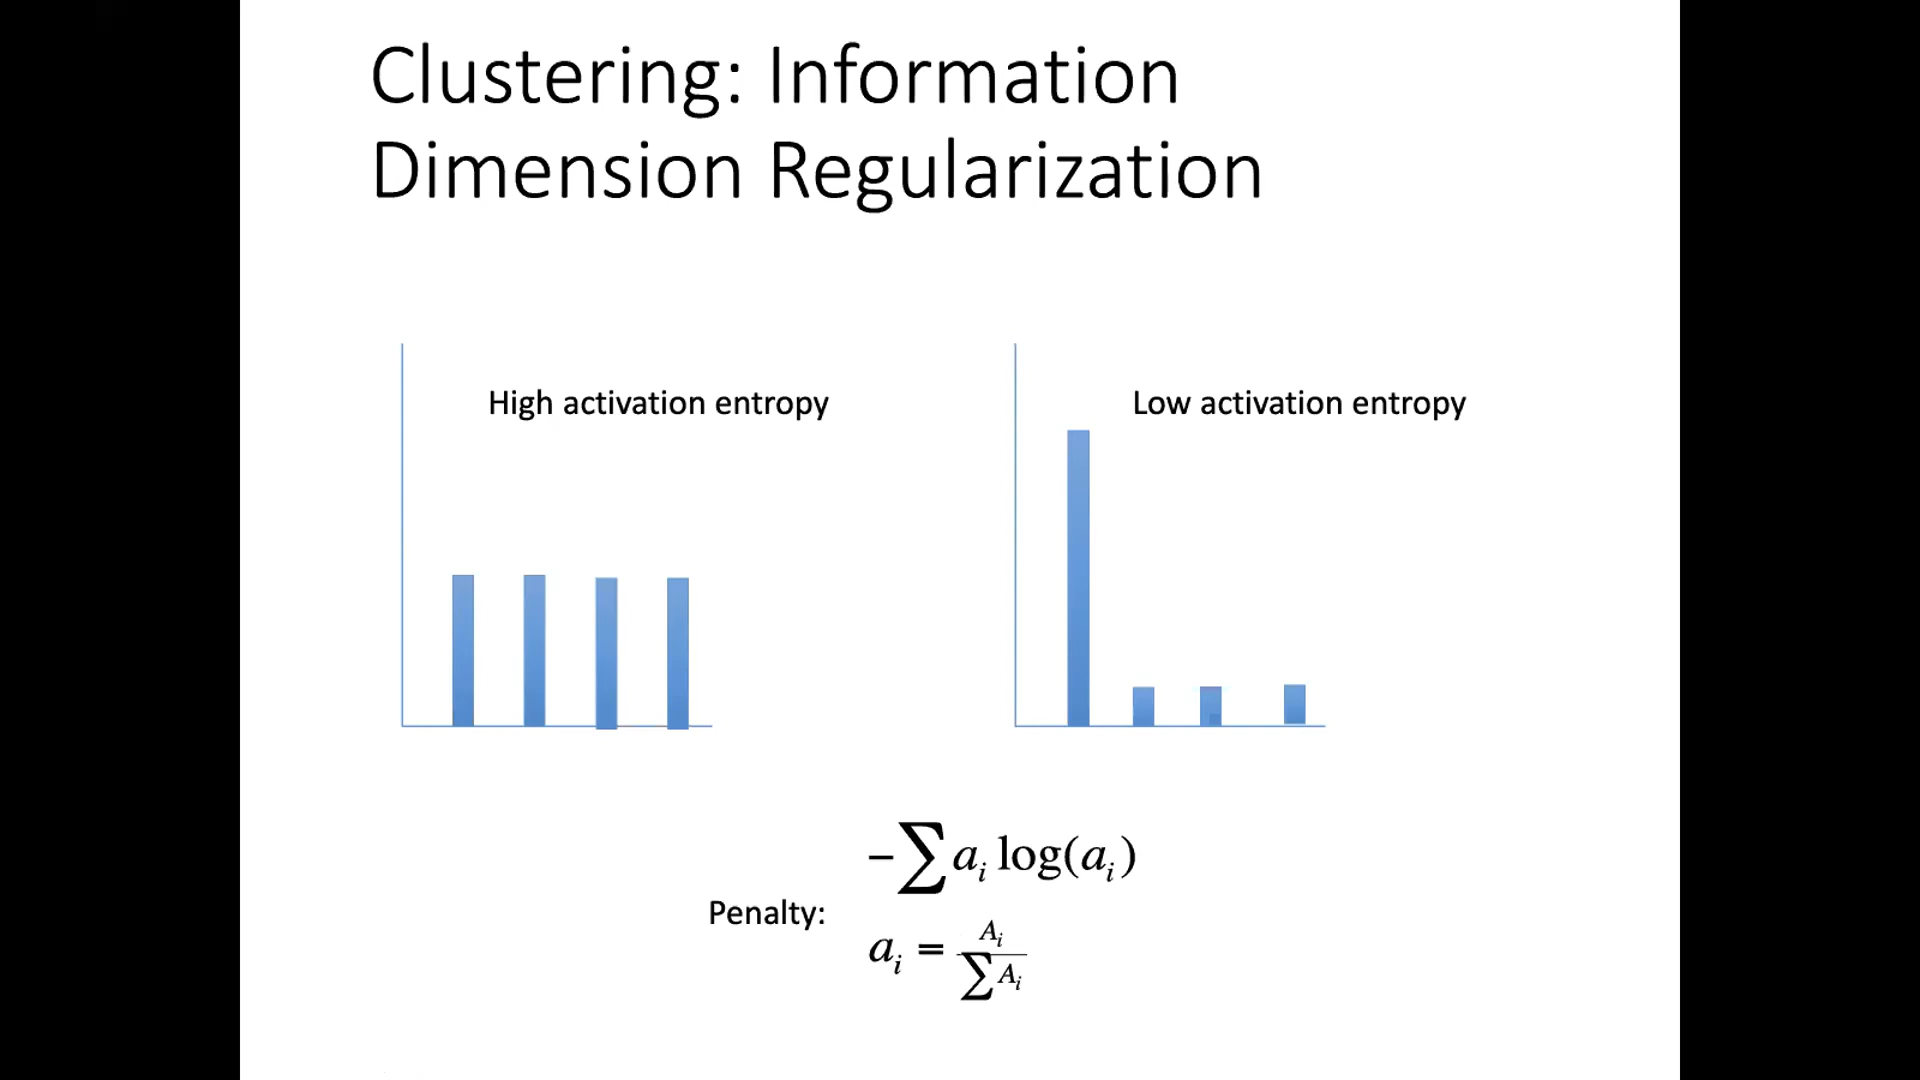 Clustering: Information
Dimension Regularization
High activation entropy
Low activation entropy
−∑aᵢ log(aᵢ)
Penalty:
aᵢ = Aᵢ / ∑Aᵢ